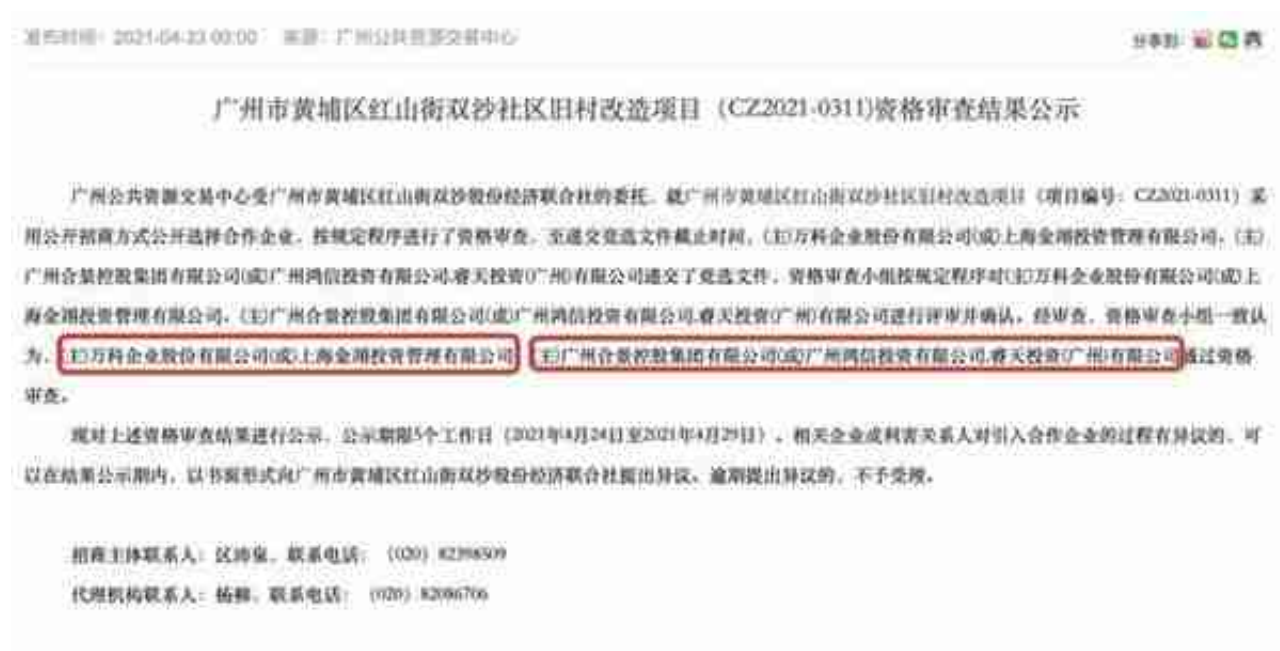 发布时间：2021-04-23 00:00 来源：广州公共资源交易中心 分享到：
广州市黄埔区红山街双沙社区旧村改造项目（CZ2021-0311)资格审查结果公示
广州公共资源交易中心受广州市黄埔区红山街双沙股份经济联合社的委托，就广州市黄埔区红山街双沙社区旧村改造项目（项目编号：CZ2021-0311）采
用公开招商方式公开选择合作企业。按规定程序进行了资格审查。至递交竞选文件截止时间，(主)万科企业股份有限公司(成)上海金翊投资管理有限公司，(主)
广州合景控股集团有限公司(成)广州鸿信投资有限公司,睿天投资(广州)有限公司递交了竞选文件。资格审查小组按规定程序对(主)万科企业股份有限公司(成)上
海金翊投资管理有限公司，(主)广州合景控股集团有限公司(成)广州鸿信投资有限公司,睿天投资(广州)有限公司进行评审并确认。经审查，资格审查小组一致认
为，(主)万科企业股份有限公司(成)上海金翊投资管理有限公司，(主)广州合景控股集团有限公司(成)广州鸿信投资有限公司,睿天投资(广州)有限公司通过资格
审查。
现对上述资格审查结果进行公示，公示期限5个工作日（2021年4月24日至2021年4月29日）。相关企业或利害关系人对引入合作企业的过程有异议的，可
以在结果公示期内，以书面形式向广州市黄埔区红山街双沙股份经济联合社提出异议。逾期提出异议的，不予受理。
招商主体联系人：区沛泉，联系电话：（020）82398509
代理机构联系人：杨柳，联系电话：（020）82086706